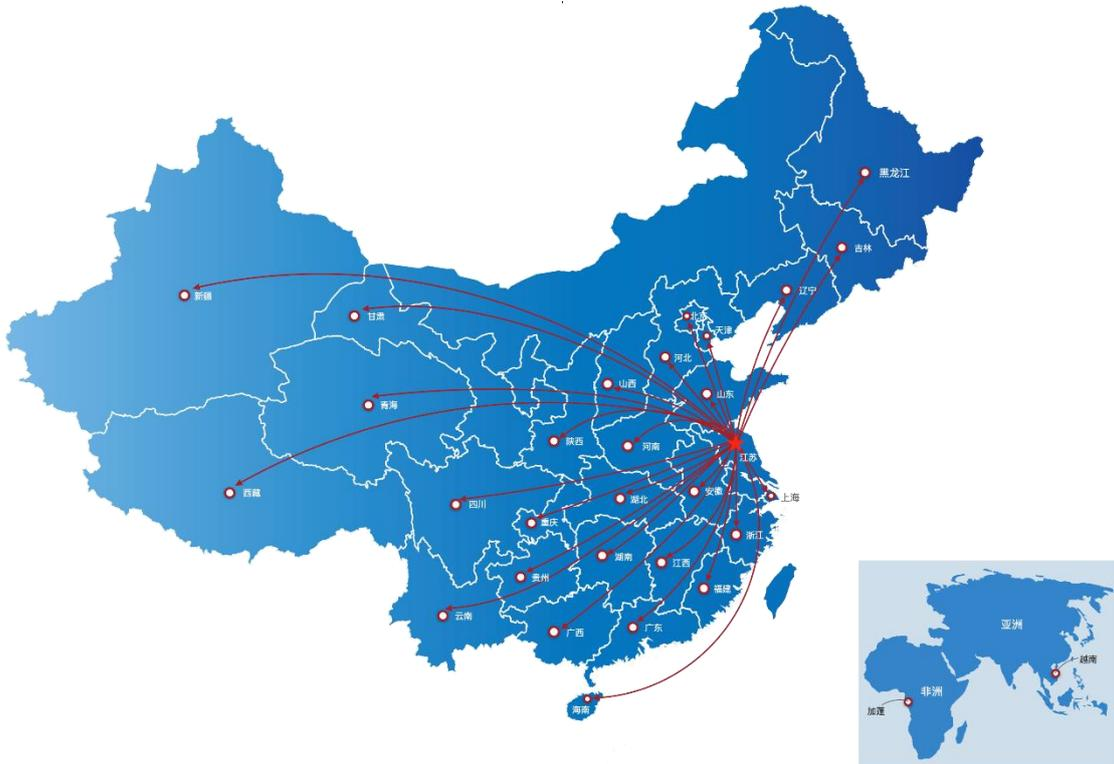 黑龙江
吉林
辽宁
新疆
甘肃
北京
天津
河北
山西
山东
青海
陕西
河南
江苏
西藏
四川
湖北
安徽
上海
重庆
浙江
湖南
江西
贵州
福建
云南
广西
广东
海南
亚洲
越南
非洲
加蓬